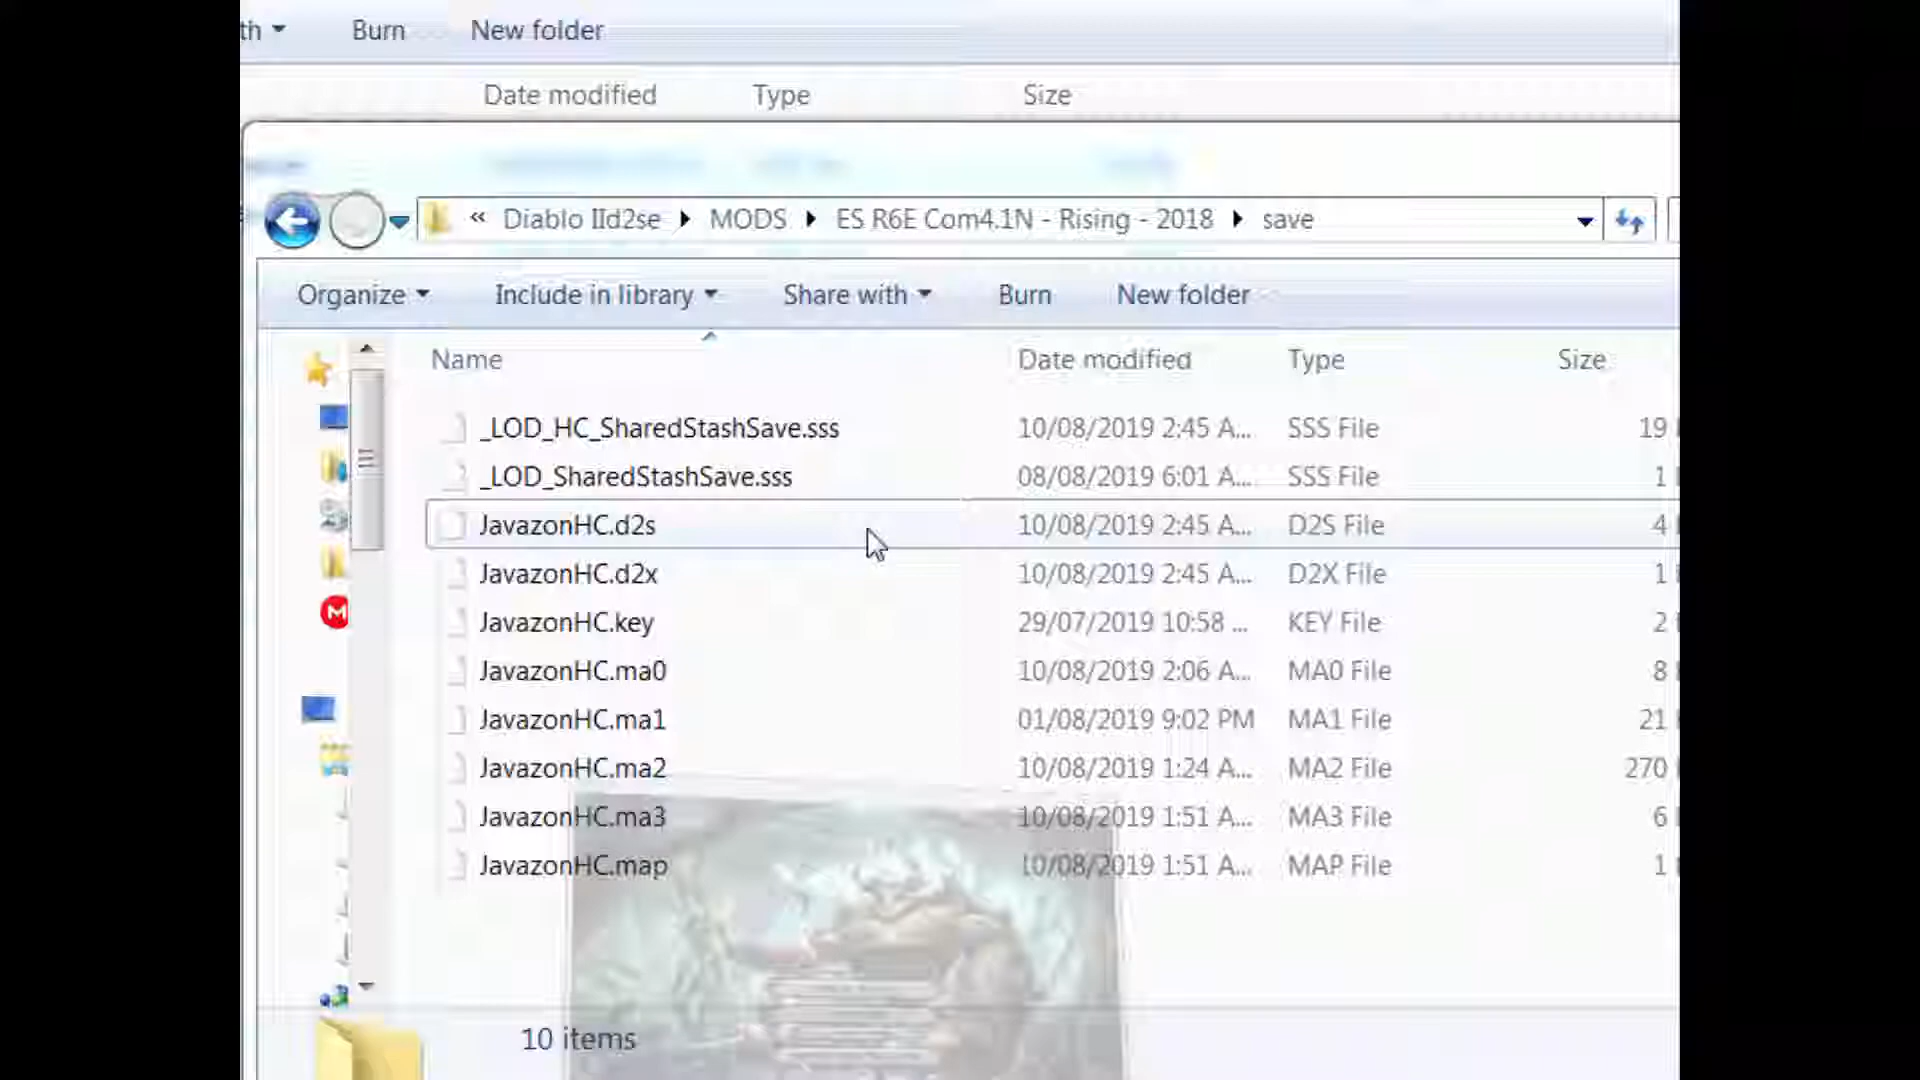 th Burn New folder
Date modified Type Size
« Diablo IId2se MODS ES R6E Com4.1N - Rising - 2018 save
Organize Include in library Share with Burn New folder
Name Date modified Type Size
_LOD_HC_SharedStashSave.sss 10/08/2019 2:45 A... SSS File 19
_LOD_SharedStashSave.sss 08/08/2019 6:01 A... SSS File 1
JavazonHC.d2s 10/08/2019 2:45 A... D2S File 4
JavazonHC.d2x 10/08/2019 2:45 A... D2X File 1
JavazonHC.key 29/07/2019 10:58 ... KEY File 2
JavazonHC.ma0 10/08/2019 2:06 A... MA0 File 8
JavazonHC.ma1 01/08/2019 9:02 PM MA1 File 21
JavazonHC.ma2 10/08/2019 1:24 A... MA2 File 270
JavazonHC.ma3 10/08/2019 1:51 A... MA3 File 6
JavazonHC.map 10/08/2019 1:51 A... MAP File 1
10 items